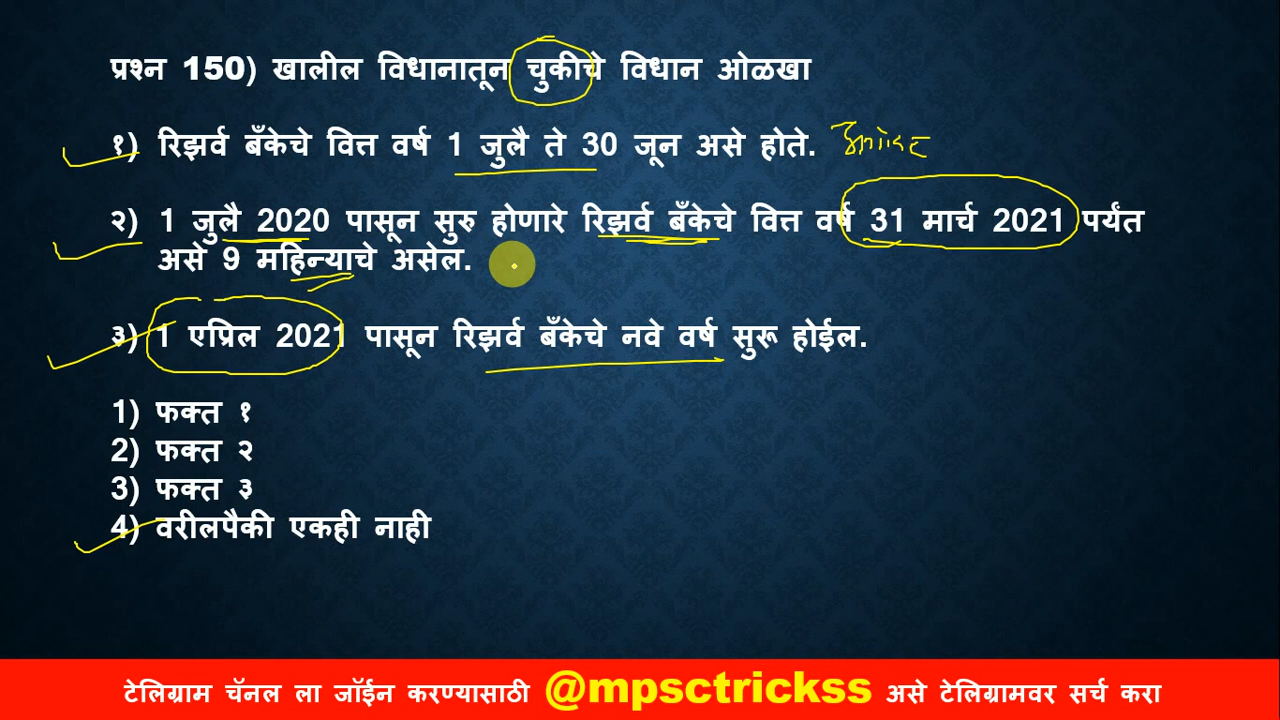 प्रश्न 150) खालील विधानातून चुकीचे विधान ओळखा
१) रिझर्व बँकेचे वित्त वर्ष 1 जुलै ते 30 जून असे होते.
२) 1 जुलै 2020 पासून सुरु होणारे रिझर्व बँकेचे वित्त वर्ष 31 मार्च 2021 पर्यंत
असे 9 महिन्याचे असेल.
३) 1 एप्रिल 2021 पासून रिझर्व बँकेचे नवे वर्ष सुरू होईल.
1) फक्त १
2) फक्त २
3) फक्त ३
4) वरीलपैकी एकही नाही
टेलिग्राम चॅनल ला जॉईन करण्यासाठी @mpsctrickss असे टेलिग्रामवर सर्च करा